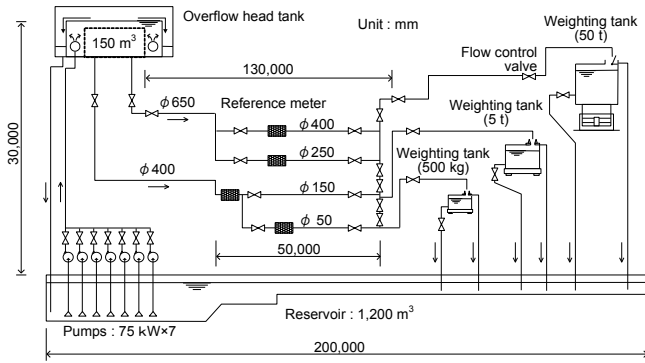 Overflow head tank
150 m³
Unit : mm
Weighting tank
(50 t)
Flow control
valve
130,000
φ 650
Reference meter
φ 400
Weighting tank
(5 t)
30,000
φ 250
φ 400
Weighting tank
(500 kg)
φ 150
φ 50
50,000
Reservoir : 1,200 m³
Pumps : 75 kW×7
200,000